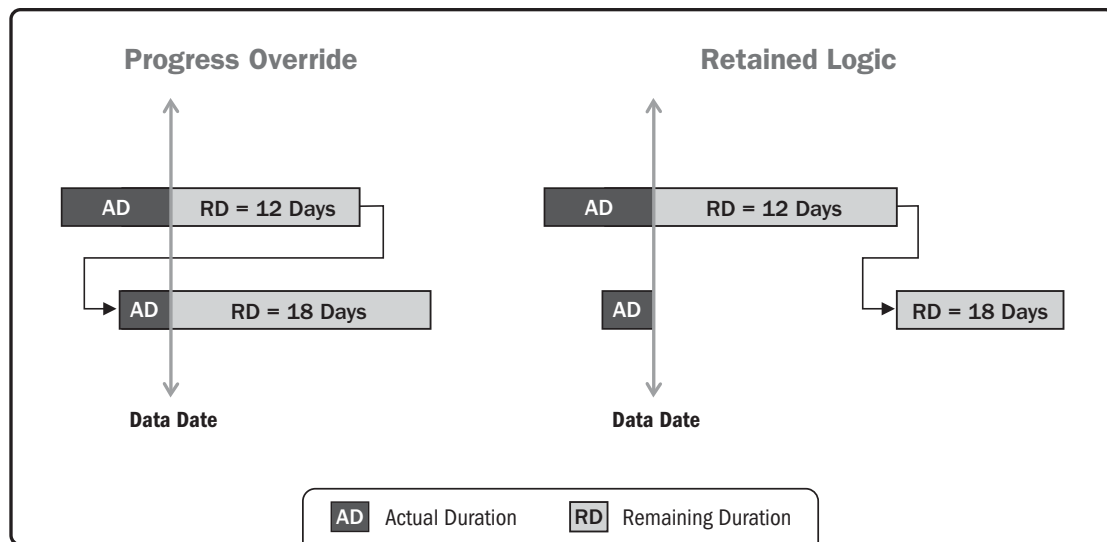 Progress Override
Retained Logic
AD
RD = 12 Days
AD
RD = 12 Days
AD
RD = 18 Days
AD
RD = 18 Days
Data Date
Data Date
AD Actual Duration
RD Remaining Duration